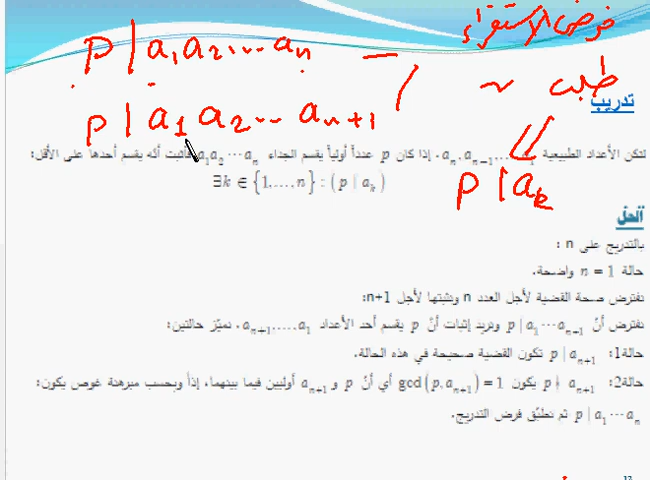 فرض الاستقراء
p | a₁a₂...aₙ
p | a₁ a₂ ... aₙ₊₁
⇓
p | aₖ
تدريب
لتكن الأعداد الطبيعية aₙ, aₙ₋₁,.... إذا كان p عدداً أولياً يقسم الجداء a₁a₂⋯aₙ فأثبت أنه يقسم أحدها على الأقل:
∃k ∈ {1,...,n} : (p | aₖ)
الحل
بالتدريج على n :
حالة n = 1 واضحة.
نفترض صحة القضية لأجل العدد n ونثبتها لأجل n+1:
نفترض أنّ p | a₁⋯aₙ₊₁ ونريد إثبات أنّ p يقسم أحد الأعداد aₙ₊₁,....a₁. نميّز حالتين:
حالة1: p | aₙ₊₁ تكون القضية صحيحة في هذه الحالة.
حالة2: p ∤ aₙ₊₁ يكون gcd(p,aₙ₊₁) = 1 أي أنّ p و aₙ₊₁ أوليين فيما بينهما، إذاً وبحسب مبرهنة غوص يكون:
p | a₁⋯aₙ ثم نطبّق فرض التدريج.